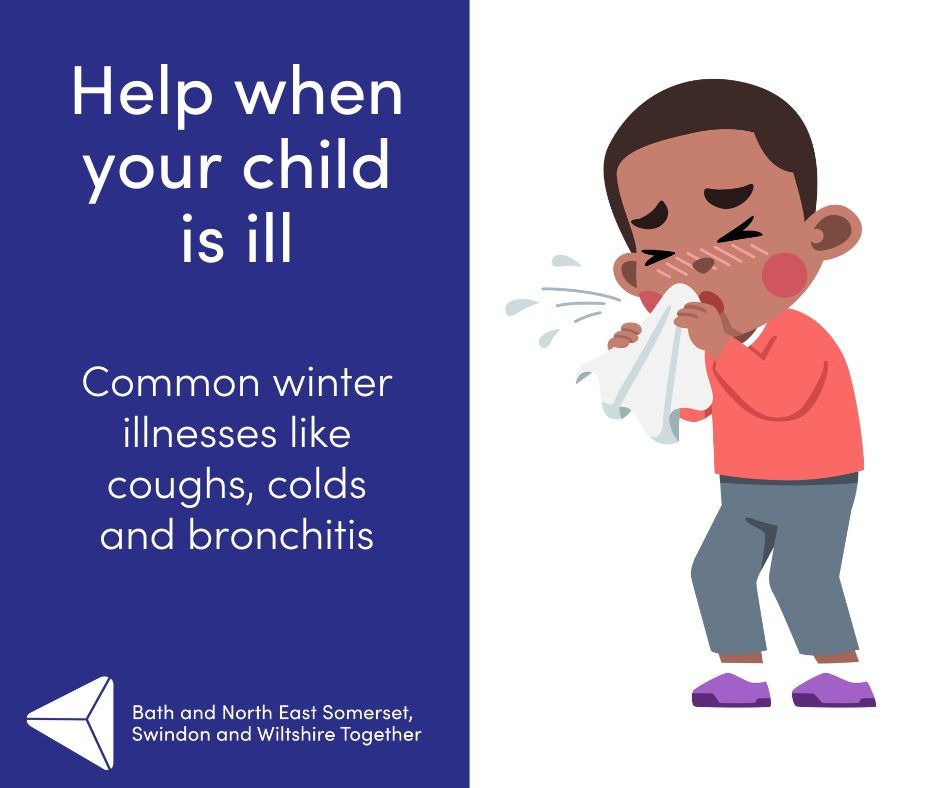 Help when
your child
is ill
Common winter
illnesses like
coughs, colds
and bronchitis
Bath and North East Somerset,
Swindon and Wiltshire Together